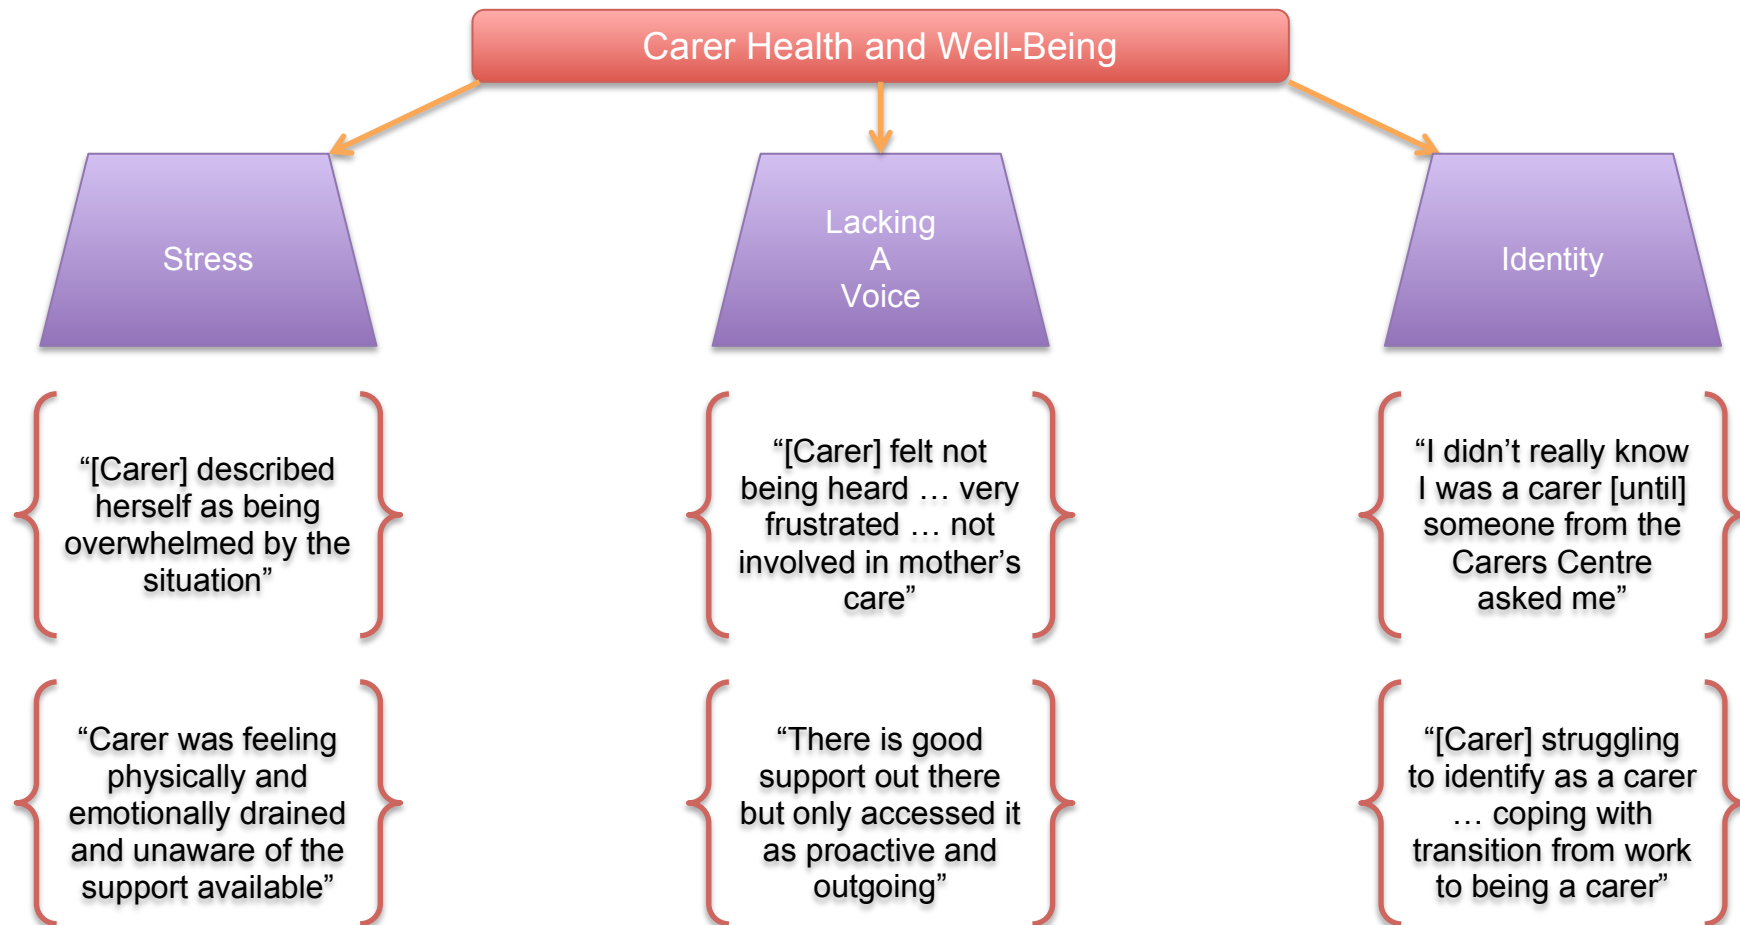 Carer Health and Well-Being
Stress
Lacking
A
Voice
Identity
“[Carer] described
herself as being
overwhelmed by the
situation”
“[Carer] felt not
being heard … very
frustrated … not
involved in mother’s
care”
“I didn’t really know
I was a carer [until]
someone from the
Carers Centre
asked me”
“Carer was feeling
physically and
emotionally drained
and unaware of the
support available”
“There is good
support out there
but only accessed it
as proactive and
outgoing”
“[Carer] struggling
to identify as a carer
… coping with
transition from work
to being a carer”